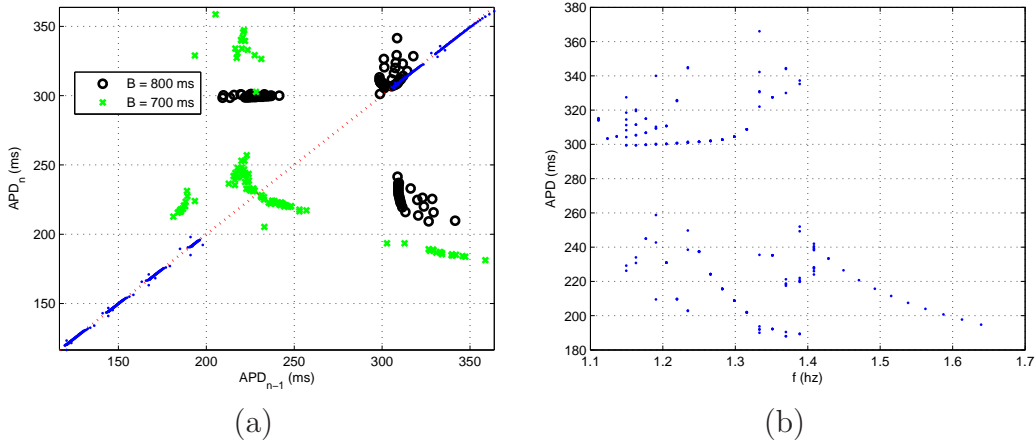 350
300
250
200
150
APD_n (ms)
B = 800 ms
B = 700 ms
150 200 250 300 350
APD_{n−1} (ms)
(a)
380
360
340
320
300
280
260
240
220
200
180
APD (ms)
1.1 1.2 1.3 1.4 1.5 1.6 1.7
f (hz)
(b)